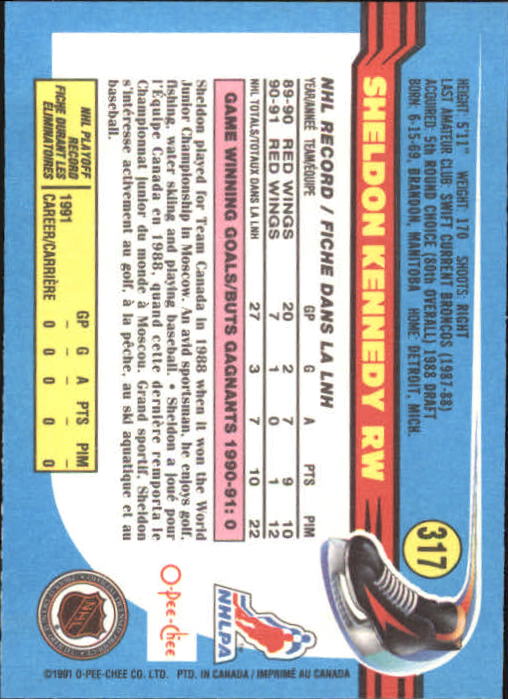 HEIGHT: 5'11" WEIGHT: 170 SHOOTS: RIGHT
LAST AMATEUR CLUB: SWIFT CURRENT BRONCOS (1987-88)
ACQUIRED: 5th ROUND CHOICE (80th OVERALL) 1988 DRAFT
BORN: 6-15-69, BRANDON, MANITOBA HOME: DETROIT, MICH.
317
SHELDON KENNEDY RW
NHL RECORD / FICHE DANS LA LNH
YEAR/ANNÉE TEAM/ÉQUIPE GP G A PTS PIM
89-90 RED WINGS 20 2 7 9 10
90-91 RED WINGS 7 1 0 1 12
NHL TOTALS/TOTAUX DANS LA LNH 27 3 7 10 22
GAME WINNING GOALS/BUTS GAGNANTS 1990-91: 0
Sheldon played for Team Canada in 1988 when it won the World
Junior Championship in Moscow. An avid sportsman, he enjoys golf,
fishing, water skiing and playing baseball. • Sheldon a joué pour
l'Équipe Canada en 1988, quand cette dernière remporta le
Championnat junior du monde à Moscou. Grand sportif, Sheldon
s'intéresse activement au golf, à la pêche, au ski aquatique et au
baseball.
NHL PLAYOFF
RECORD
FICHE DURANT LES
ÉLIMINATOIRES
GP G A PTS PIM
1991 – – – – –
CAREER/CARRIÈRE 0 0 0 0 0
NHLPA
O-Pee-Chee
NHL
©1991 O-PEE-CHEE CO. LTD. PTD. IN CANADA / IMPRIMÉ AU CANADA